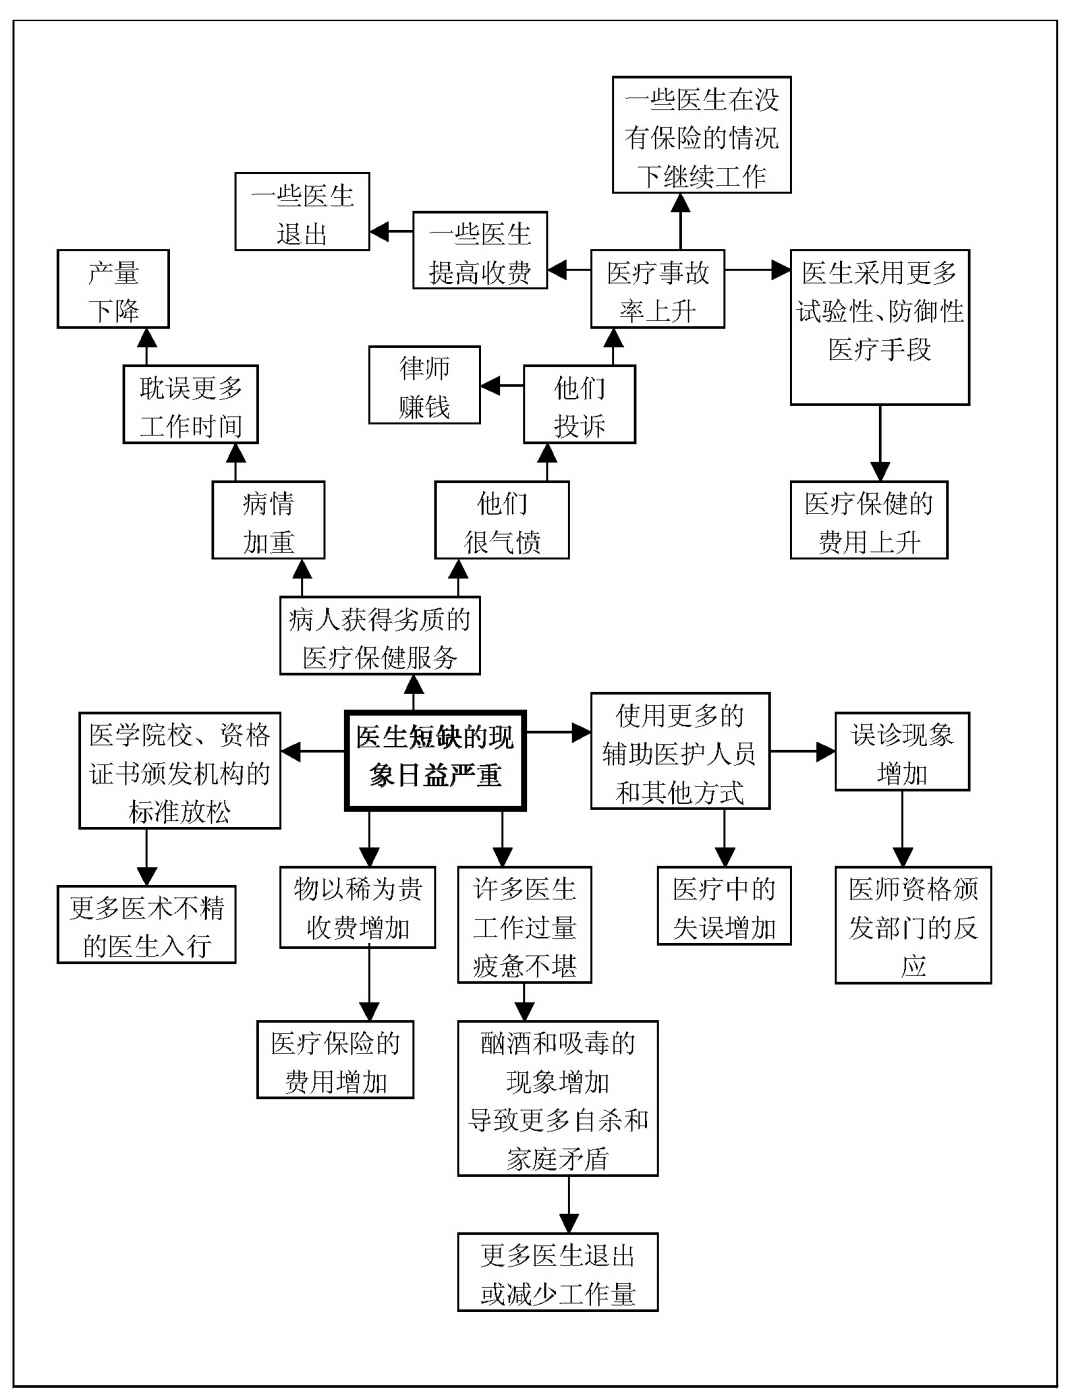 一些医生在没
有保险的情况
下继续工作
一些医生
退出
一些医生
提高收费
产量
下降
医疗事故
率上升
医生采用更多
试验性、防御性
医疗手段
律师
赚钱
他们
投诉
耽误更多
工作时间
病情
加重
他们
很气愤
医疗保健的
费用上升
病人获得劣质的
医疗保健服务
医学院校、资格
证书颁发机构的
标准放松
医生短缺的现
象日益严重
使用更多的
辅助医护人员
和其他方式
误诊现象
增加
更多医术不精
的医生入行
物以稀为贵
收费增加
许多医生
工作过量
疲惫不堪
医疗中的
失误增加
医师资格颁
发部门的反
应
医疗保险的
费用增加
酗酒和吸毒的
现象增加
导致更多自杀和
家庭矛盾
更多医生退出
或减少工作量